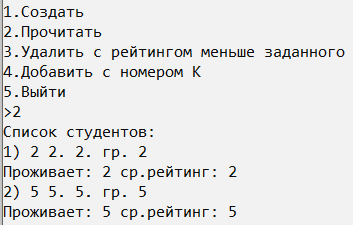 1.Создать
2.Прочитать
3.Удалить с рейтингом меньше заданного
4.Добавить с номером K
5.Выйти
>2
Список студентов:
1) 2 2. 2. гр. 2
Проживает: 2 ср.рейтинг: 2
2) 5 5. 5. гр. 5
Проживает: 5 ср.рейтинг: 5